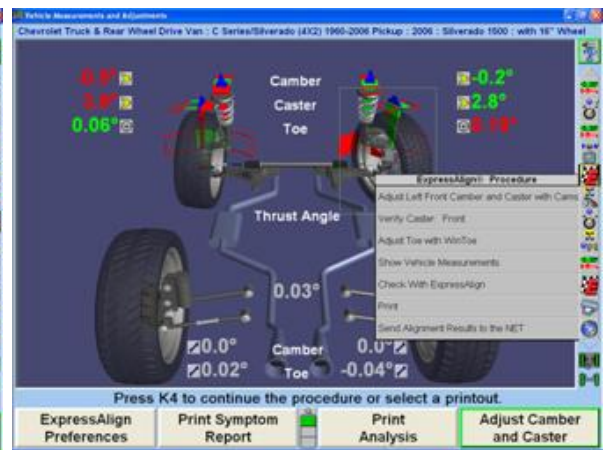 Vehicle Measurements and Adjustments
Chevrolet Truck & Rear Wheel Drive Van : C Series/Silverado (4X2) 1960-2006 Pickup : 2006 : Silverado 1500 : with 16" Wheel
Camber -0.2°
Caster 2.8°
0.06° Toe
ExpressAlign® Procedure
Adjust Left Front Camber and Caster with Cams
Verify Caster: Front
Adjust Toe with WinToe
Show Vehicle Measurements
Check With ExpressAlign
Print
Send Alignment Results to the NET
Thrust Angle
0.03°
0.0° Camber 0.0°
0.02° Toe -0.04°
Press K4 to continue the procedure or select a printout.
ExpressAlign Preferences
Print Symptom Report
Print Analysis
Adjust Camber and Caster